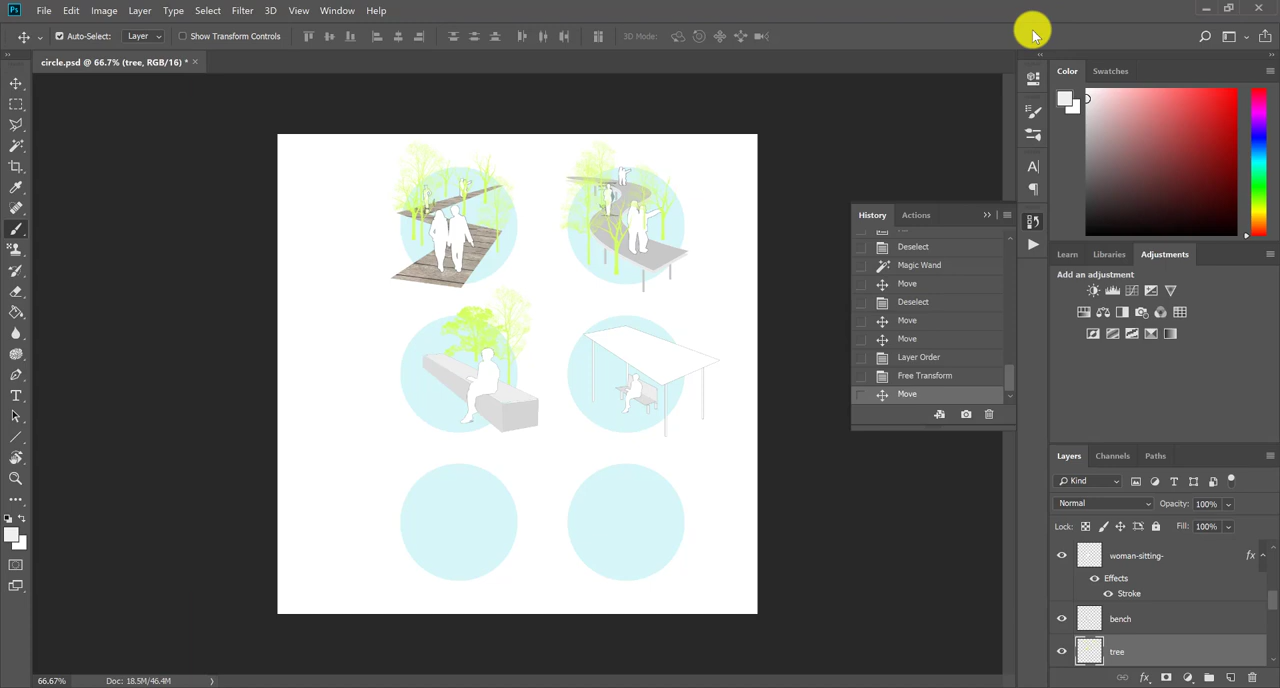 Ps File Edit Image Layer Type Select Filter 3D View Window Help
Auto-Select: Layer Show Transform Controls 3D Mode:
circle.psd @ 66.7% (tree, RGB/16) * ×
Color Swatches
History Actions
Deselect
Magic Wand
Move
Deselect
Move
Move
Layer Order
Free Transform
Move
Learn Libraries Adjustments
Add an adjustment
Layers Channels Paths
Kind
Normal Opacity: 100%
Lock: Fill: 100%
woman-sitting- fx
Effects
Stroke
bench
tree
66.67% Doc: 18.5M/46.4M